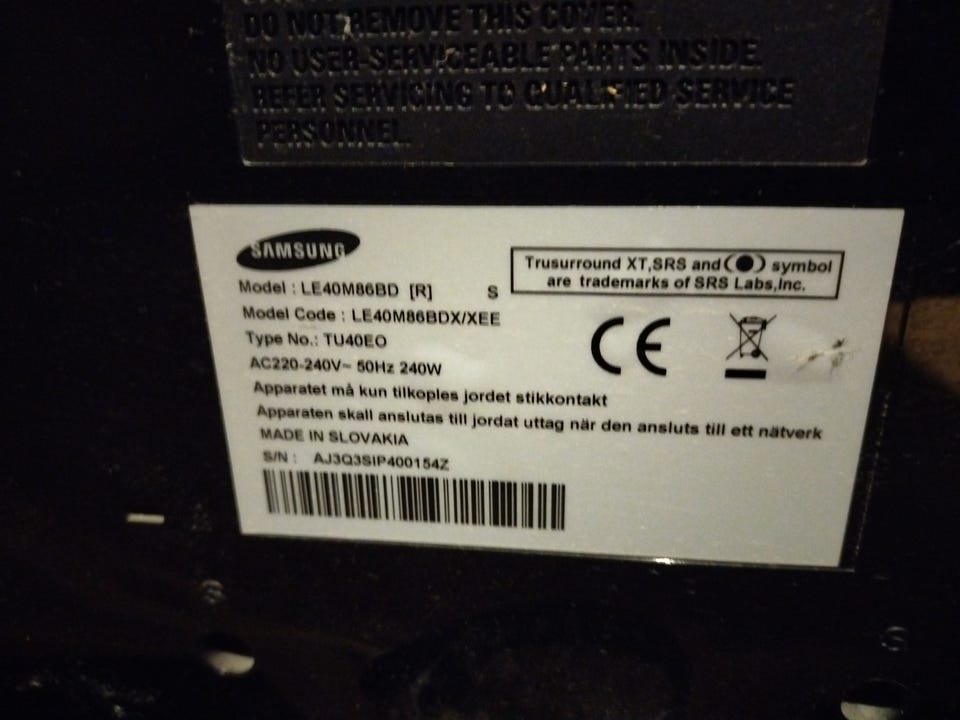 DO NOT REMOVE THIS COVER.
NO USER-SERVICEABLE PARTS INSIDE.
REFER SERVICING TO QUALIFIED SERVICE
PERSONNEL.
SAMSUNG
Trusurround XT,SRS and (●) symbol
are trademarks of SRS Labs,Inc.
Model : LE40M86BD [R] S
Model Code : LE40M86BDX/XEE
Type No.: TU40EO
AC220-240V~ 50Hz 240W
CE
Apparatet må kun tilkoples jordet stikkontakt
Apparaten skall anslutas till jordat uttag när den ansluts till ett nätverk
MADE IN SLOVAKIA
S/N : AJ3Q3SIP400154Z